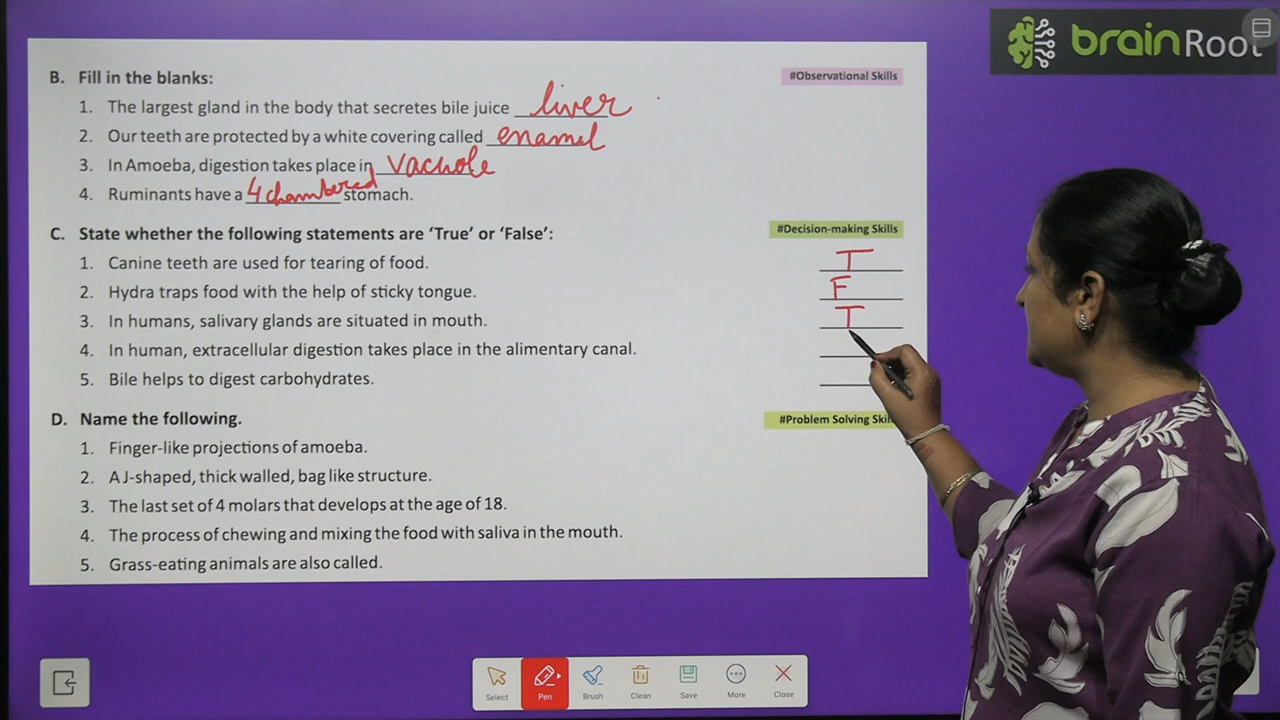 brainRoot
B. Fill in the blanks: #Observational Skills
1. The largest gland in the body that secretes bile juice liver
2. Our teeth are protected by a white covering called enamel
3. In Amoeba, digestion takes place in vacuole
4. Ruminants have a 4 chambered stomach.
C. State whether the following statements are ‘True’ or ‘False’: #Decision-making Skills
1. Canine teeth are used for tearing of food. T
2. Hydra traps food with the help of sticky tongue. F
3. In humans, salivary glands are situated in mouth. T
4. In human, extracellular digestion takes place in the alimentary canal.
5. Bile helps to digest carbohydrates.
D. Name the following. #Problem Solving Skil
1. Finger-like projections of amoeba.
2. A J-shaped, thick walled, bag like structure.
3. The last set of 4 molars that develops at the age of 18.
4. The process of chewing and mixing the food with saliva in the mouth.
5. Grass-eating animals are also called.
Select Pen Brush Clean Save More Close